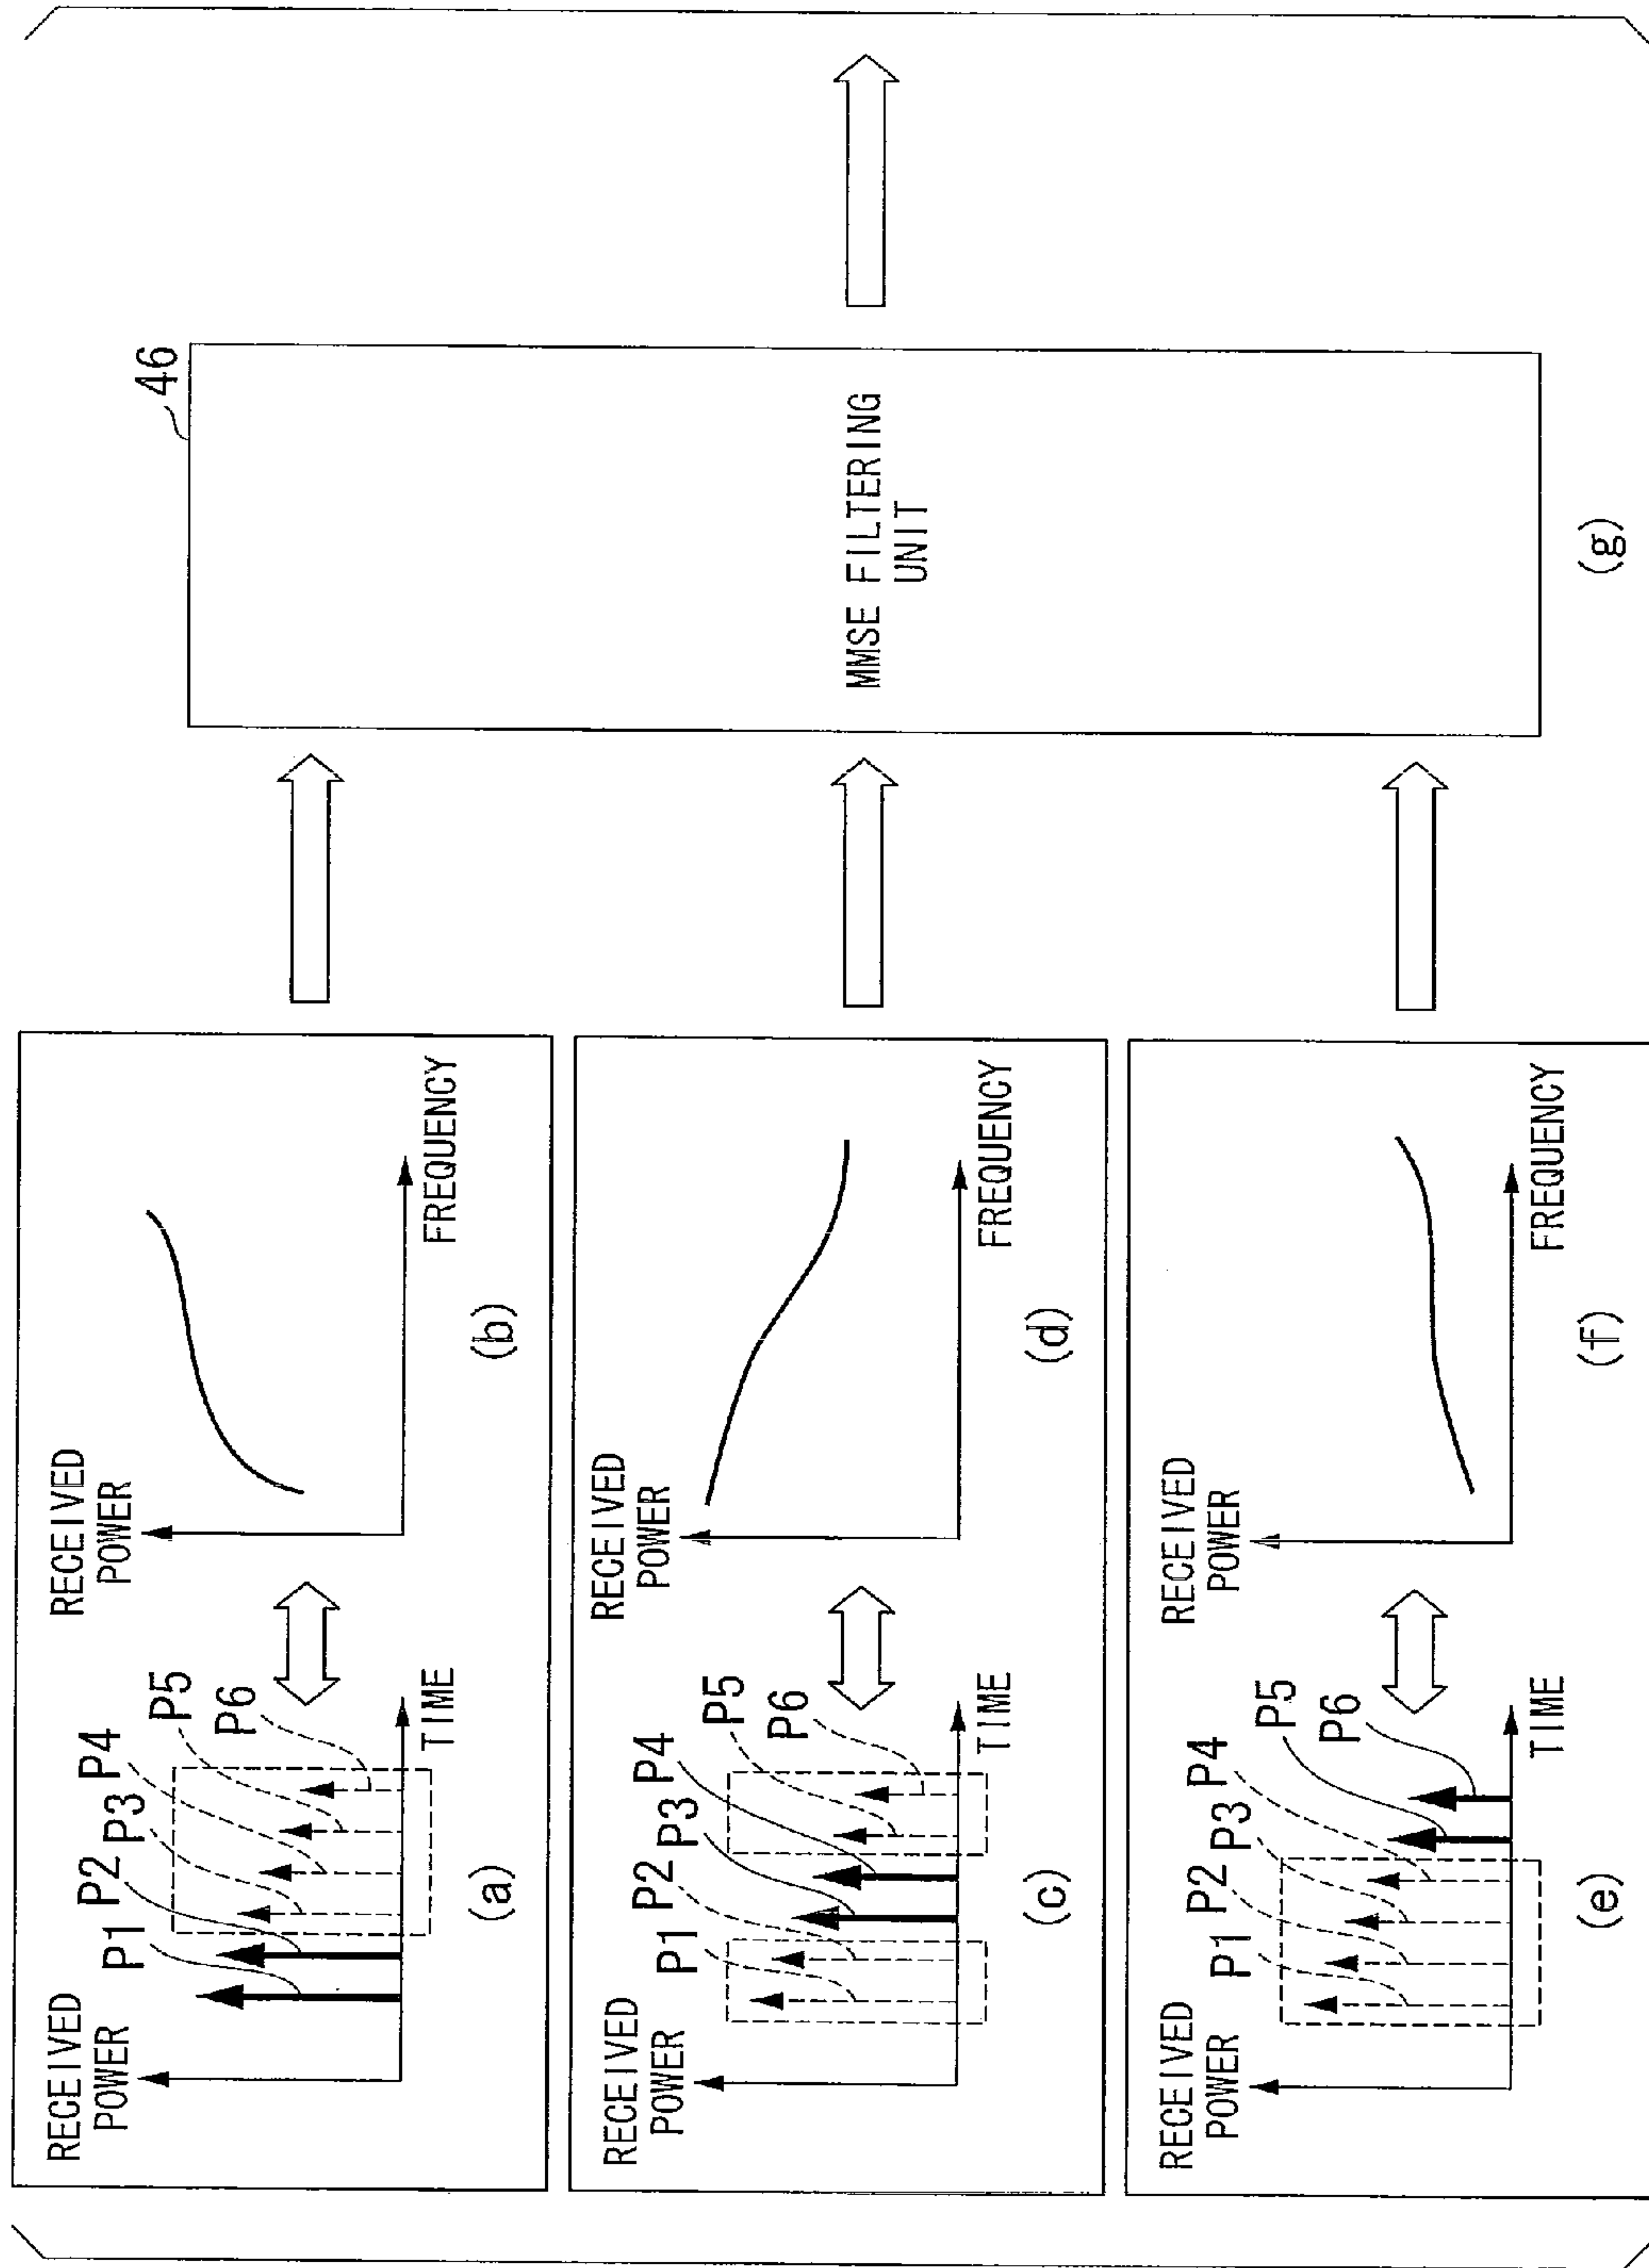 RECEIVED
POWER
P1
P2
P3
P4
P5
P6
TIME
(a)
RECEIVED
POWER
FREQUENCY
(b)
RECEIVED
POWER
P1
P2
P3
P4
P5
P6
TIME
(c)
RECEIVED
POWER
FREQUENCY
(d)
RECEIVED
POWER
P1
P2
P3
P4
P5
P6
TIME
(e)
RECEIVED
POWER
FREQUENCY
(f)
46
MMSE FILTERING
UNIT
(g)